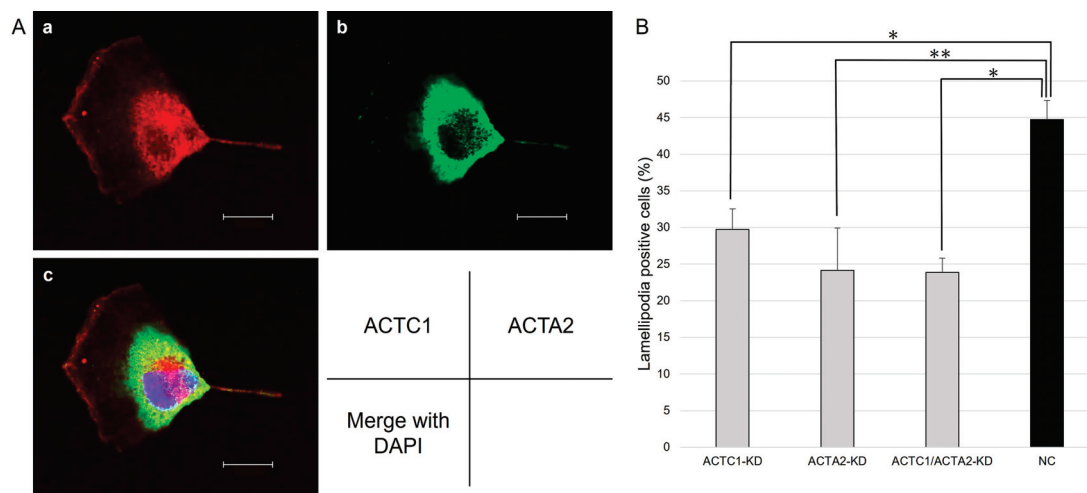 A
a
b
c
ACTC1
ACTA2
Merge with
DAPI
B
*
**
*
Lamellipodia positive cells (%)
50
45
40
35
30
25
20
15
10
5
0
ACTC1-KD
ACTA2-KD
ACTC1/ACTA2-KD
NC